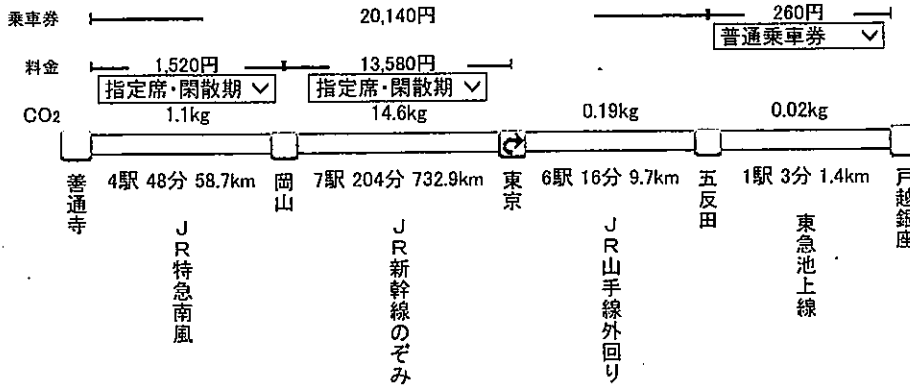 乗車券 20,140円 260円
普通乗車券
料金 1,520円 13,580円
指定席・閑散期 指定席・閑散期
CO2 1.1kg 14.6kg 0.19kg 0.02kg
善通寺 4駅 48分 58.7km 岡山 7駅 204分 732.9km 東京 6駅 16分 9.7km 五反田 1駅 3分 1.4km 戸越銀座
JR特急南風 JR新幹線のぞみ JR山手線外回り 東急池上線